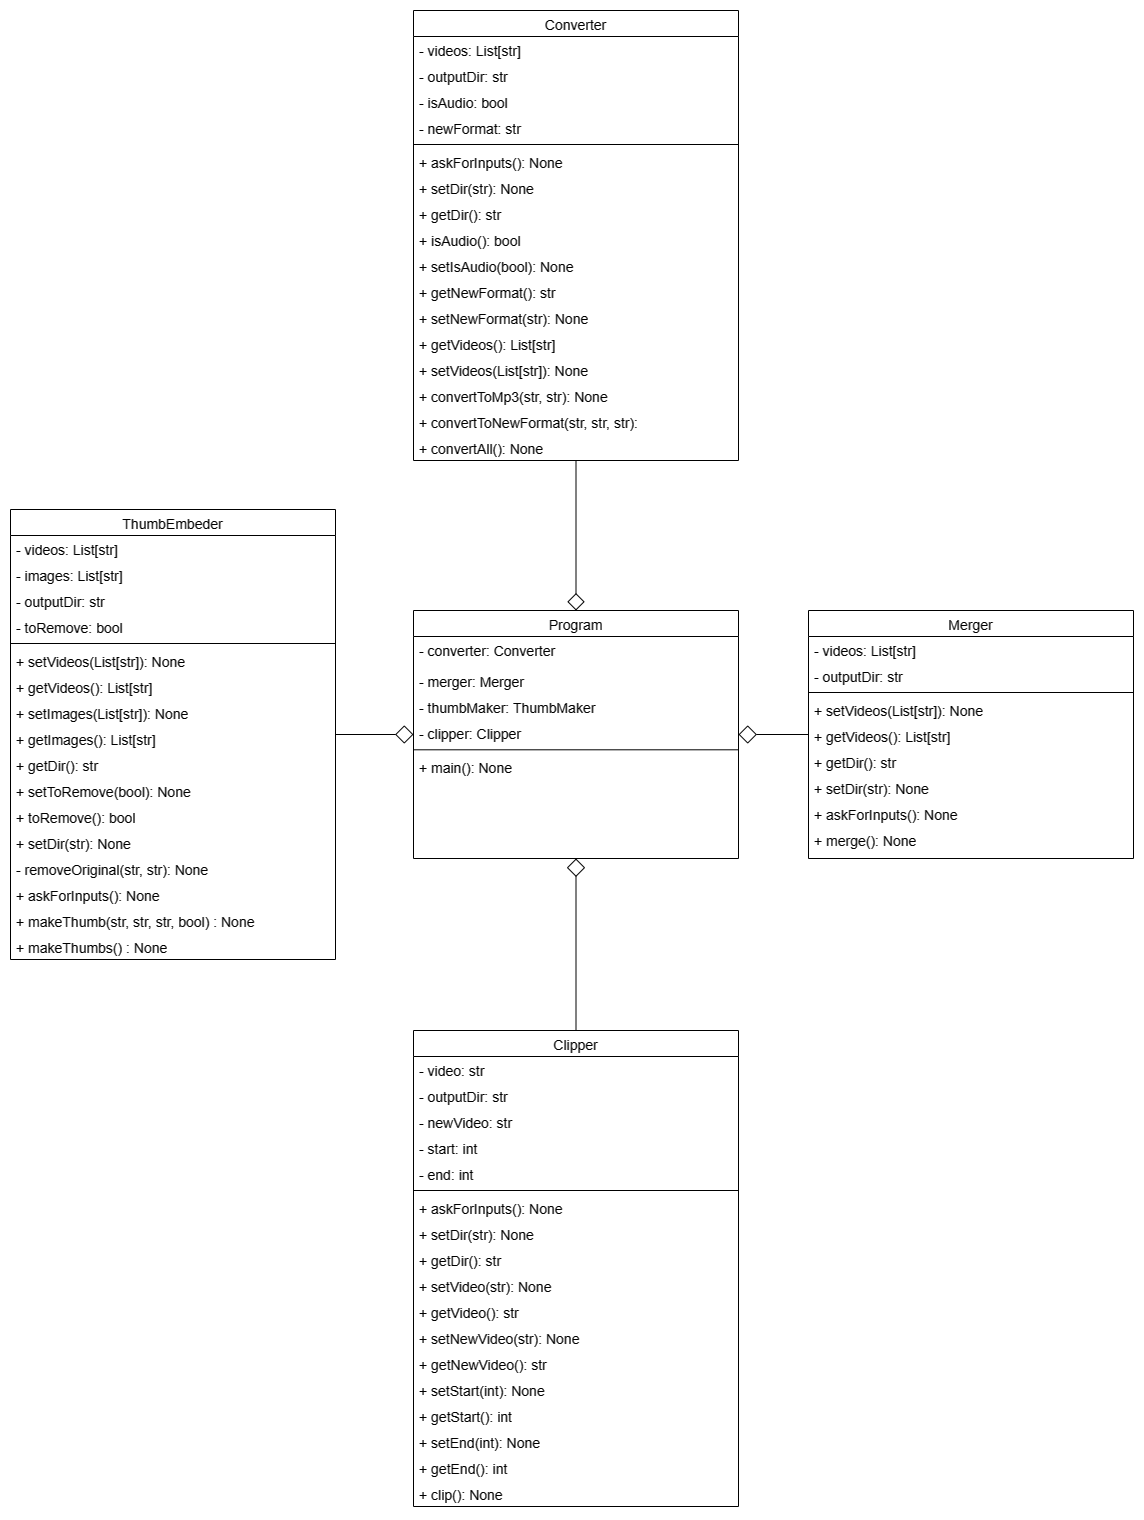 Converter
- videos: List[str]
- outputDir: str
- isAudio: bool
- newFormat: str
+ askForInputs(): None
+ setDir(str): None
+ getDir(): str
+ isAudio(): bool
+ setIsAudio(bool): None
+ getNewFormat(): str
+ setNewFormat(str): None
+ getVideos(): List[str]
+ setVideos(List[str]): None
+ convertToMp3(str, str): None
+ convertToNewFormat(str, str, str):
+ convertAll(): None
ThumbEmbeder
- videos: List[str]
- images: List[str]
- outputDir: str
- toRemove: bool
+ setVideos(List[str]): None
+ getVideos(): List[str]
+ setImages(List[str]): None
+ getImages(): List[str]
+ getDir(): str
+ setToRemove(bool): None
+ toRemove(): bool
+ setDir(str): None
- removeOriginal(str, str): None
+ askForInputs(): None
+ makeThumb(str, str, str, bool) : None
+ makeThumbs() : None
Program
- converter: Converter
- merger: Merger
- thumbMaker: ThumbMaker
- clipper: Clipper
+ main(): None
Merger
- videos: List[str]
- outputDir: str
+ setVideos(List[str]): None
+ getVideos(): List[str]
+ getDir(): str
+ setDir(str): None
+ askForInputs(): None
+ merge(): None
Clipper
- video: str
- outputDir: str
- newVideo: str
- start: int
- end: int
+ askForInputs(): None
+ setDir(str): None
+ getDir(): str
+ setVideo(str): None
+ getVideo(): str
+ setNewVideo(str): None
+ getNewVideo(): str
+ setStart(int): None
+ getStart(): int
+ setEnd(int): None
+ getEnd(): int
+ clip(): None